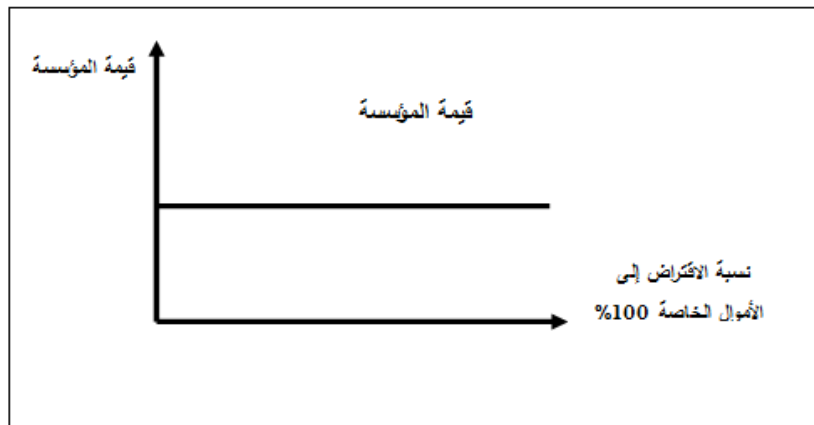 قيمة المؤسسة
قيمة المؤسسة
نسبة الاقتراض إلى
الأموال الخاصة 100%